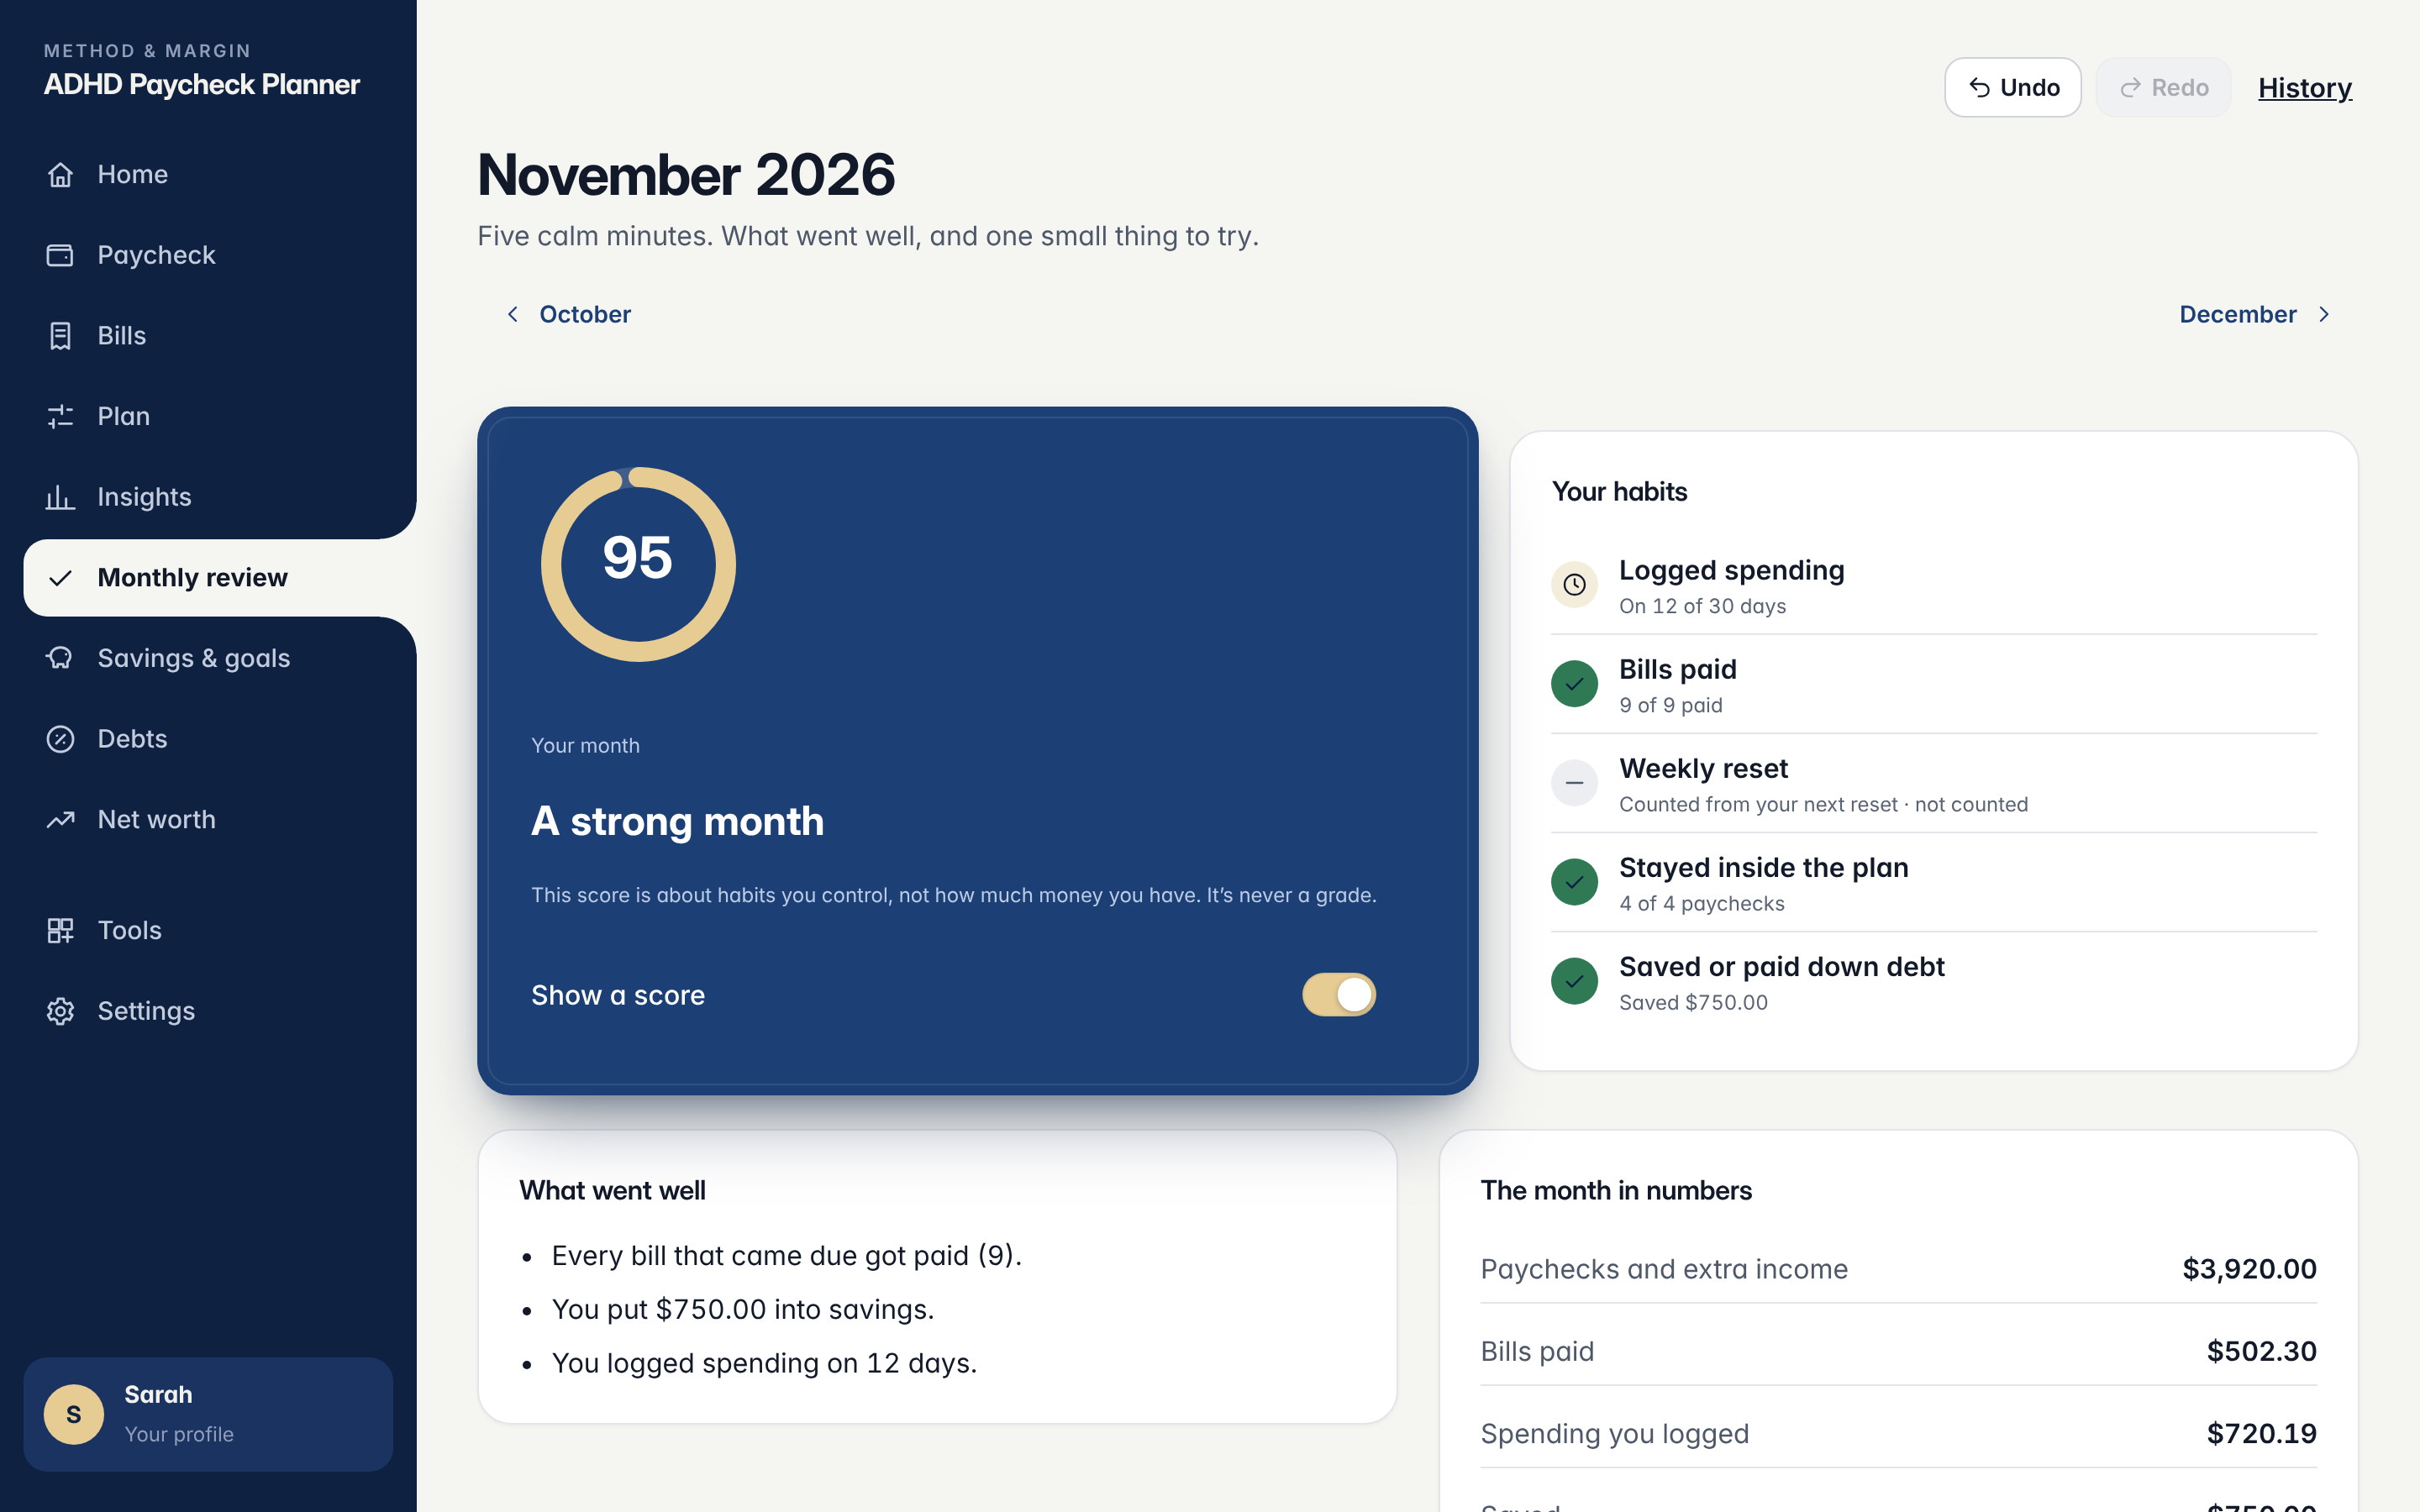 METHOD & MARGIN
ADHD Paycheck Planner
Home
Paycheck
Bills
Plan
Insights
Monthly review
Savings & goals
Debts
Net worth
Tools
Settings
S
Sarah
Your profile
Undo
Redo
History
November 2026
Five calm minutes. What went well, and one small thing to try.
October
December
95
Your month
A strong month
This score is about habits you control, not how much money you have. It’s never a grade.
Show a score
Your habits
Logged spending
On 12 of 30 days
Bills paid
9 of 9 paid
Weekly reset
Counted from your next reset · not counted
Stayed inside the plan
4 of 4 paychecks
Saved or paid down debt
Saved $750.00
What went well
• Every bill that came due got paid (9).
• You put $750.00 into savings.
• You logged spending on 12 days.
The month in numbers
Paychecks and extra income $3,920.00
Bills paid $502.30
Spending you logged $720.19